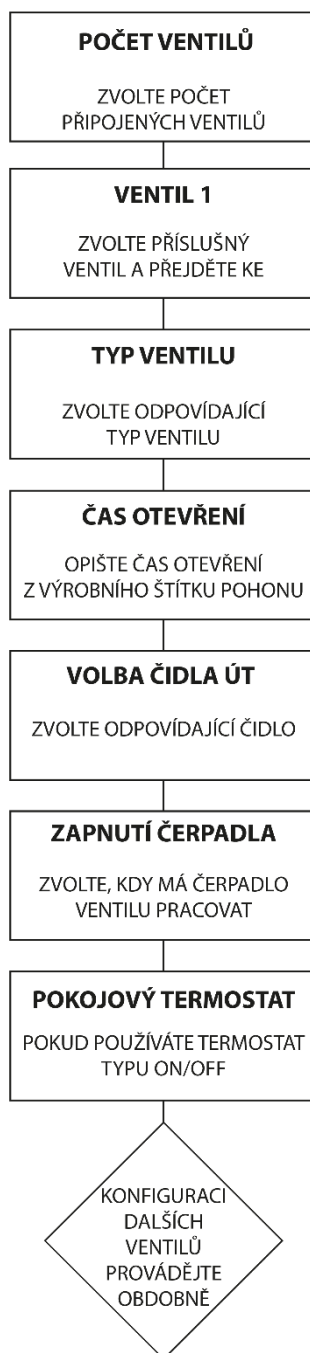 POČET VENTILŮ
ZVOLTE POČET
PŘIPOJENÝCH VENTILŮ
VENTIL 1
ZVOLTE PŘÍSLUŠNÝ
VENTIL A PŘEJDĚTE KE
TYP VENTILU
ZVOLTE ODPOVÍDAJÍCÍ
TYP VENTILU
ČAS OTEVŘENÍ
OPIŠTE ČAS OTEVŘENÍ
Z VÝROBNÍHO ŠTÍTKU POHONU
VOLBA ČIDLA ÚT
ZVOLTE ODPOVÍDAJÍCÍ ČIDLO
ZAPNUTÍ ČERPADLA
ZVOLTE, KDY MÁ ČERPADLO
VENTILU PRACOVAT
POKOJOVÝ TERMOSTAT
POKUD POUŽÍVÁTE TERMOSTAT
TYPU ON/OFF
KONFIGURACI
DALŠÍCH
VENTILŮ
PROVÁDĚJTE
OBDOBNĚ